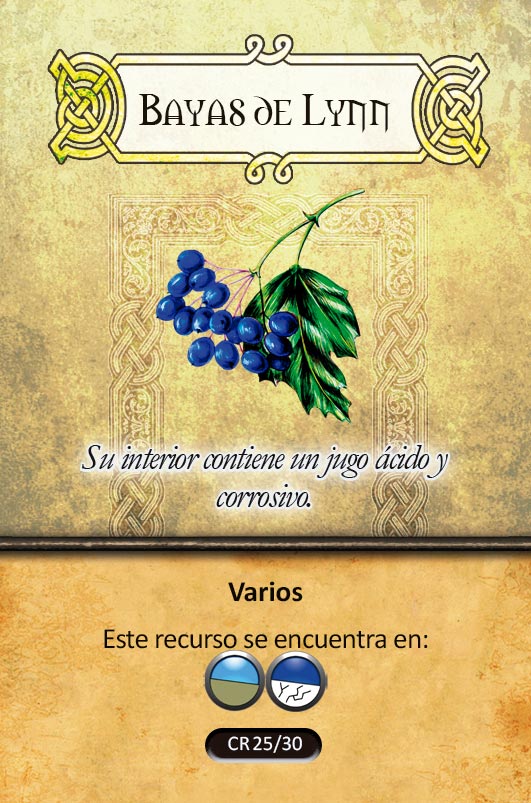 Bayas de Lynn
Su interior contiene un jugo ácido y
corrosivo.
Varios
Este recurso se encuentra en:
CR 25/30